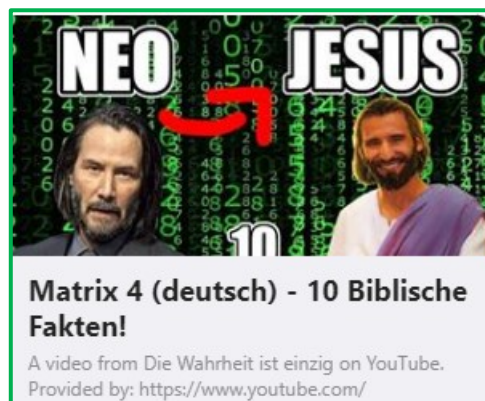 NEO JESUS
10
Matrix 4 (deutsch) - 10 Biblische
Fakten!
A video from Die Wahrheit ist einzig on YouTube.
Provided by: https://www.youtube.com/